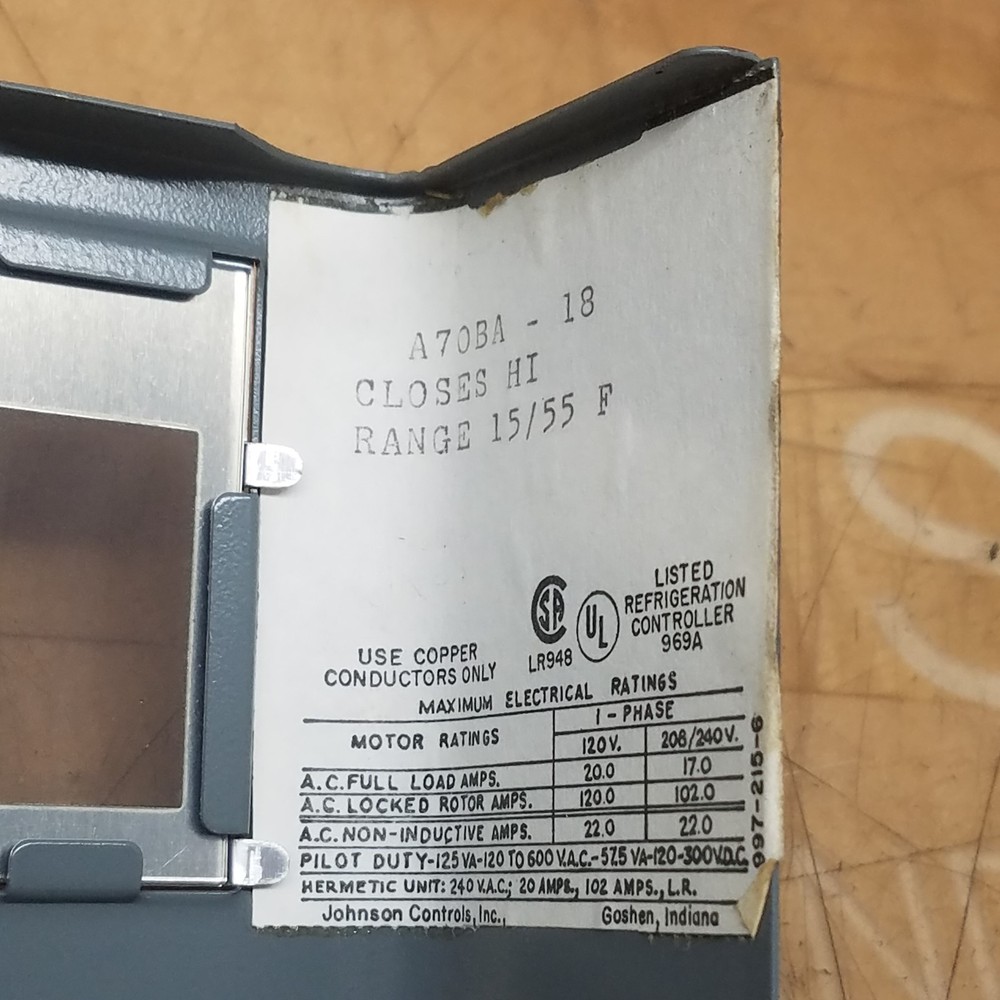 A70BA - 18
CLOSES HI
RANGE 15/55 F
LISTED
REFRIGERATION
CONTROLLER
969A
SA
UL
LR948
USE COPPER
CONDUCTORS ONLY
MAXIMUM ELECTRICAL RATINGS
MOTOR RATINGS
1-PHASE
120V. 208/240V.
A.C. FULL LOAD AMPS. 20.0 17.0
A.C. LOCKED ROTOR AMPS. 120.0 102.0
A.C. NON-INDUCTIVE AMPS. 22.0 22.0
PILOT DUTY-125 VA-120 TO 600 V.A.C.-57.5 VA-120-300V.D.C.
HERMETIC UNIT: 240 V.A.C.; 20 AMPS., 102 AMPS., L.R.
Johnson Controls, Inc., Goshen, Indiana
997-215-6